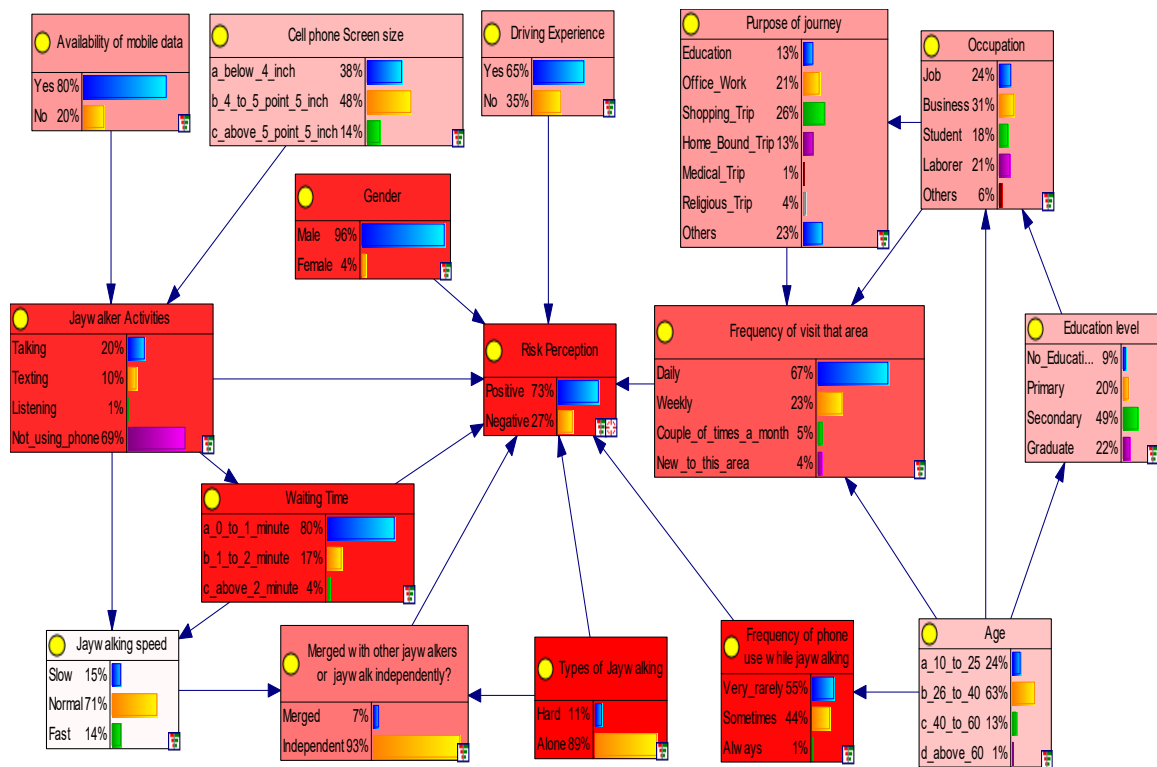 Availability of mobile data
Yes 80%
No 20%
Cell phone Screen size
a_below_4_inch 38%
b_4_to_5_point_5_inch 48%
c_above_5_point_5_inch 14%
Driving Experience
Yes 65%
No 35%
Purpose of journey
Education 13%
Office_Work 21%
Shopping_Trip 26%
Home_Bound_Trip 13%
Medical_Trip 1%
Religious_Trip 4%
Others 23%
Occupation
Job 24%
Business 31%
Student 18%
Laborer 21%
Others 6%
Gender
Male 96%
Female 4%
Jaywalker Activities
Talking 20%
Texting 10%
Listening 1%
Not_using_phone 69%
Risk Perception
Positive 73%
Negative 27%
Frequency of visit that area
Daily 67%
Weekly 23%
Couple_of_times_a_month 5%
New_to_this_area 4%
Education level
No_Educati... 9%
Primary 20%
Secondary 49%
Graduate 22%
Waiting Time
a_0_to_1_minute 80%
b_1_to_2_minute 17%
c_above_2_minute 4%
Jaywalking speed
Slow 15%
Normal 71%
Fast 14%
Merged with other jaywalkers
or jaywalk independently?
Merged 7%
Independent 93%
Types of Jaywalking
Hard 11%
Alone 89%
Frequency of phone
use while jaywalking
Very_rarely 55%
Sometimes 44%
Always 1%
Age
a_10_to_25 24%
b_26_to_40 63%
c_40_to_60 13%
d_above_60 1%